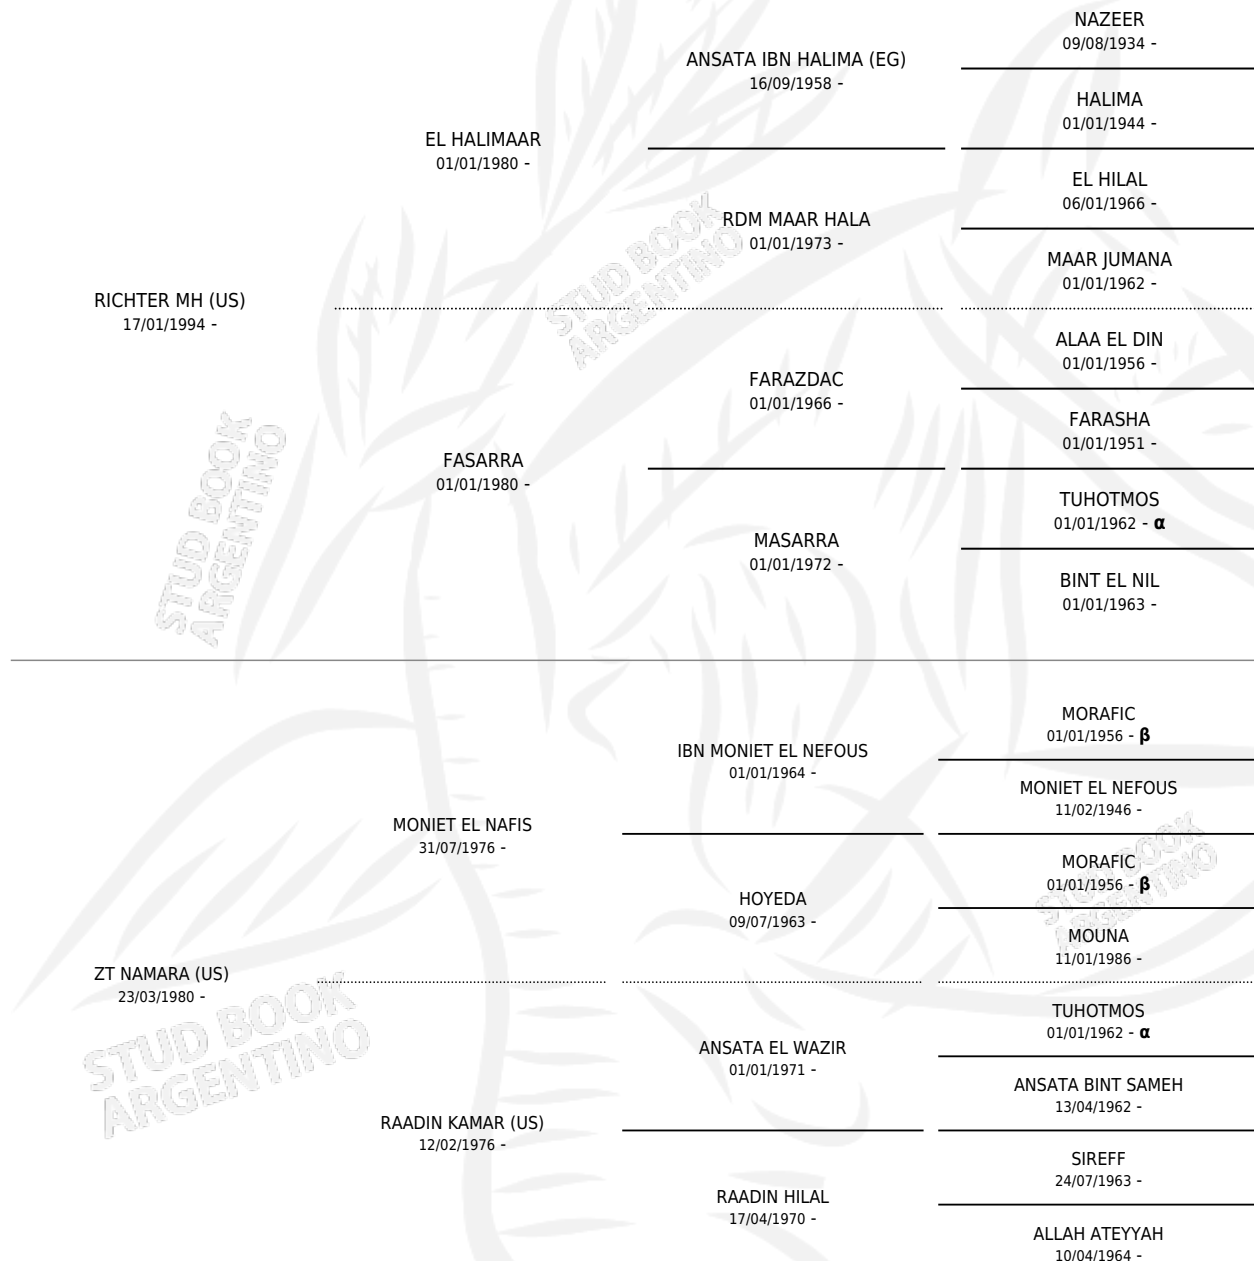 NAZEER
09/08/1934 -
ANSATA IBN HALIMA (EG)
16/09/1958 -
HALIMA
01/01/1944 -
EL HALIMAAR
01/01/1980 -
EL HILAL
06/01/1966 -
RDM MAAR HALA
01/01/1973 -
MAAR JUMANA
01/01/1962 -
RICHTER MH (US)
17/01/1994 -
ALAA EL DIN
01/01/1956 -
FARAZDAC
01/01/1966 -
FARASHA
01/01/1951 -
FASARRA
01/01/1980 -
TUHOTMOS
01/01/1962 - α
MASARRA
01/01/1972 -
BINT EL NIL
01/01/1963 -
MORAFIC
01/01/1956 - β
IBN MONIET EL NEFOUS
01/01/1964 -
MONIET EL NEFOUS
11/02/1946 -
MONIET EL NAFIS
31/07/1976 -
MORAFIC
01/01/1956 - β
HOYEDA
09/07/1963 -
MOUNA
11/01/1986 -
ZT NAMARA (US)
23/03/1980 -
TUHOTMOS
01/01/1962 - α
ANSATA EL WAZIR
01/01/1971 -
ANSATA BINT SAMEH
13/04/1962 -
RAADIN KAMAR (US)
12/02/1976 -
SIREFF
24/07/1963 -
RAADIN HILAL
17/04/1970 -
ALLAH ATEYYAH
10/04/1964 -
STUD BOOK
ARGENTINO
STUD BOOK
ARGENTINO
STUD BOOK
ARGENTINO
STUD BOOK
ARGENTINO